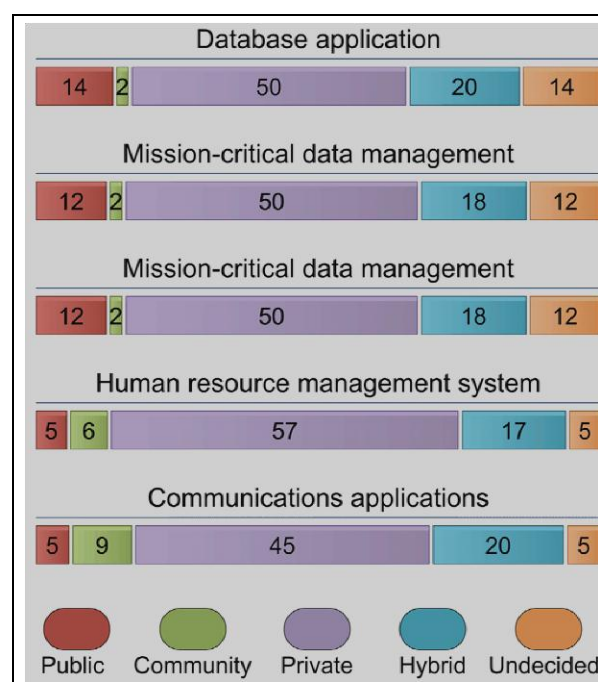 Database application
14 2 50 20 14
Mission-critical data management
12 2 50 18 12
Mission-critical data management
12 2 50 18 12
Human resource management system
5 6 57 17 5
Communications applications
5 9 45 20 5
Public Community Private Hybrid Undecided